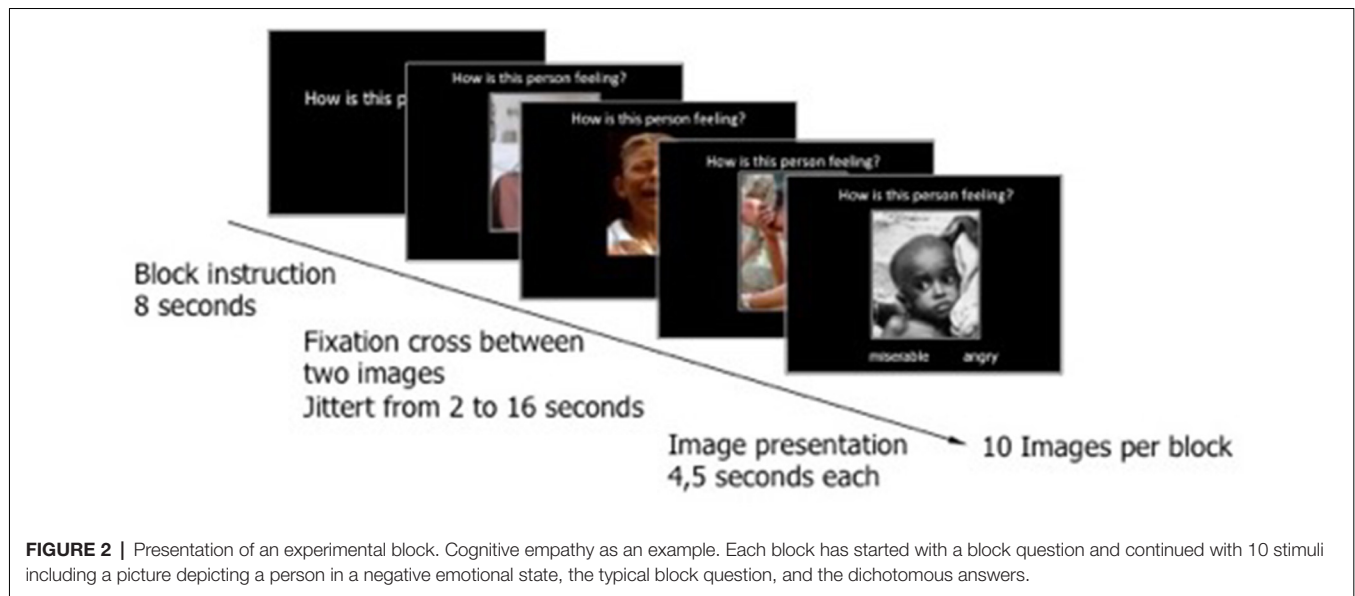 How is this p
How is this person feeling?
How is this person feeling?
How is this person feeling?
How is this person feeling?
miserable angry
Block instruction
8 seconds
Fixation cross between
two images
Jittert from 2 to 16 seconds
Image presentation
4,5 seconds each
10 Images per block
FIGURE 2 | Presentation of an experimental block. Cognitive empathy as an example. Each block has started with a block question and continued with 10 stimuli
including a picture depicting a person in a negative emotional state, the typical block question, and the dichotomous answers.